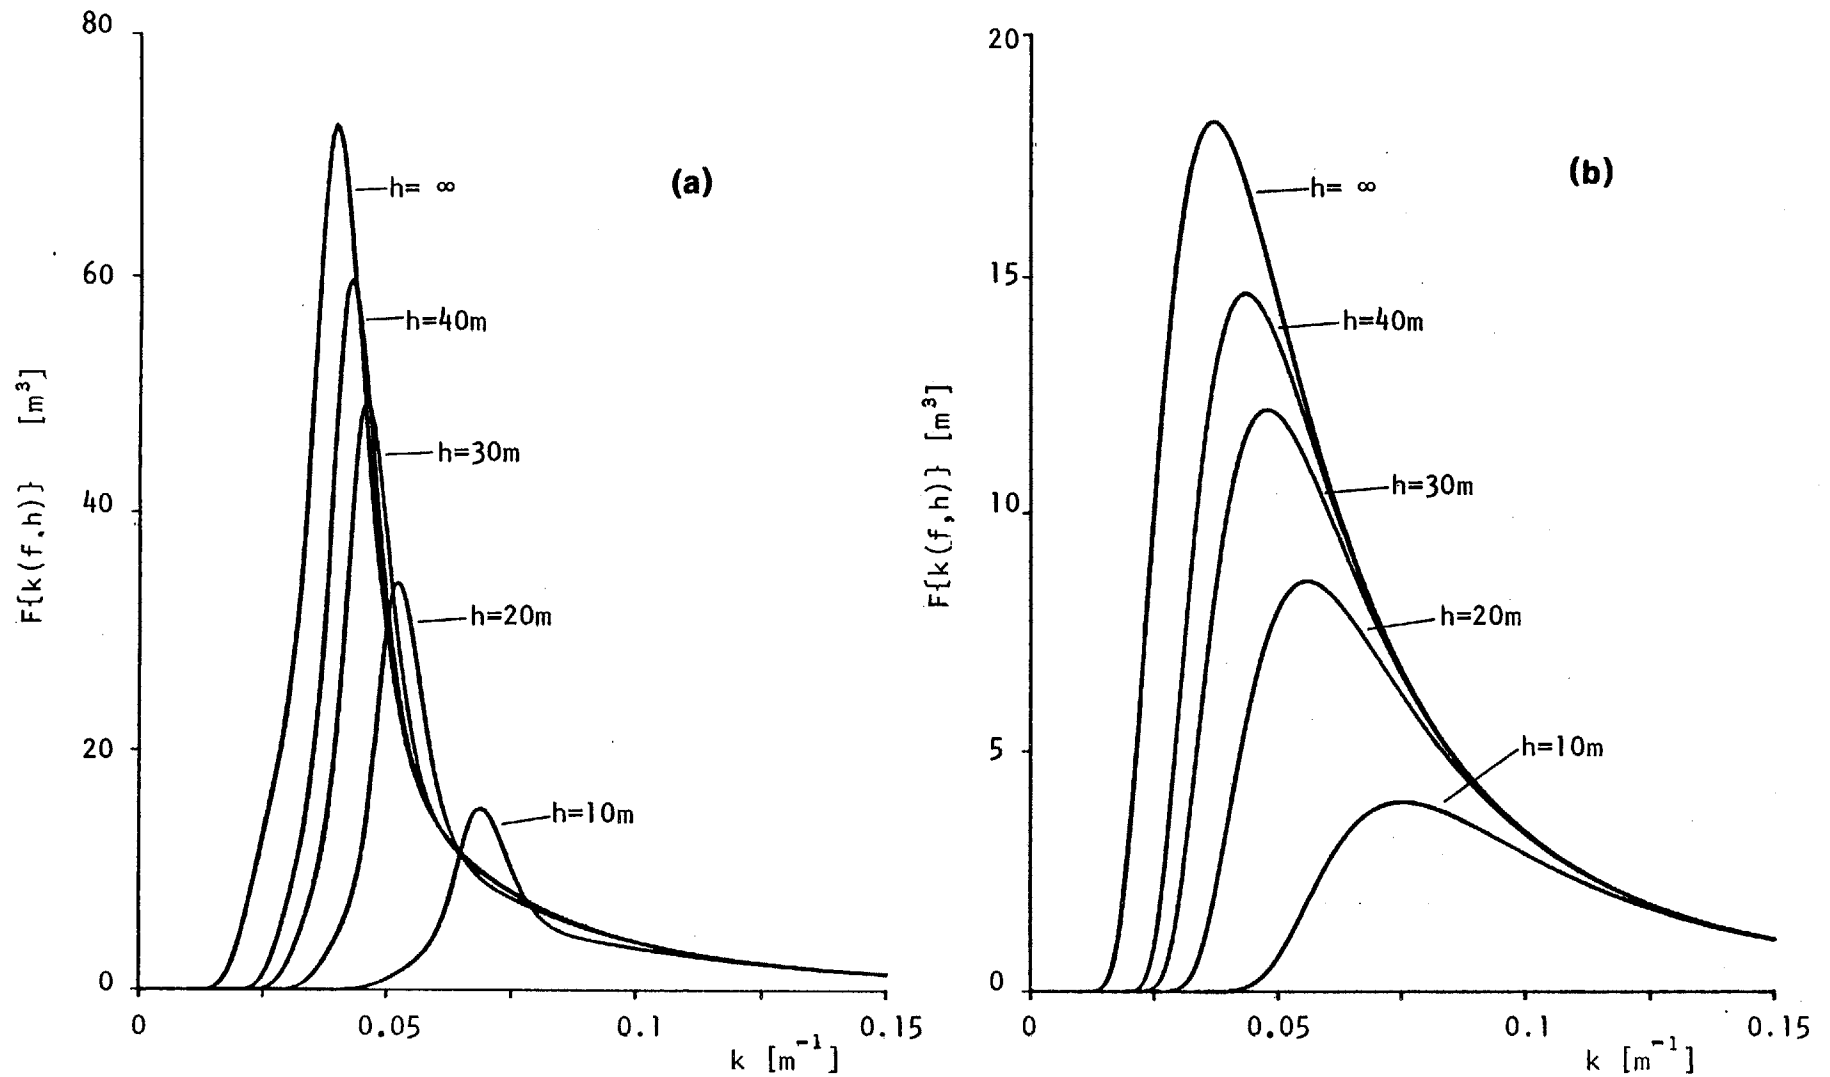 80
60
40
20
0
F{k(f,h)} [m³]
h= ∞
h=40m
h=30m
h=20m
h=10m
(a)
0
0.05
0.1
0.15
k [m⁻¹]
20
15
10
5
0
F{k(f,h)} [m³]
h= ∞
h=40m
h=30m
h=20m
h=10m
(b)
0
0.05
0.1
0.15
k [m⁻¹]